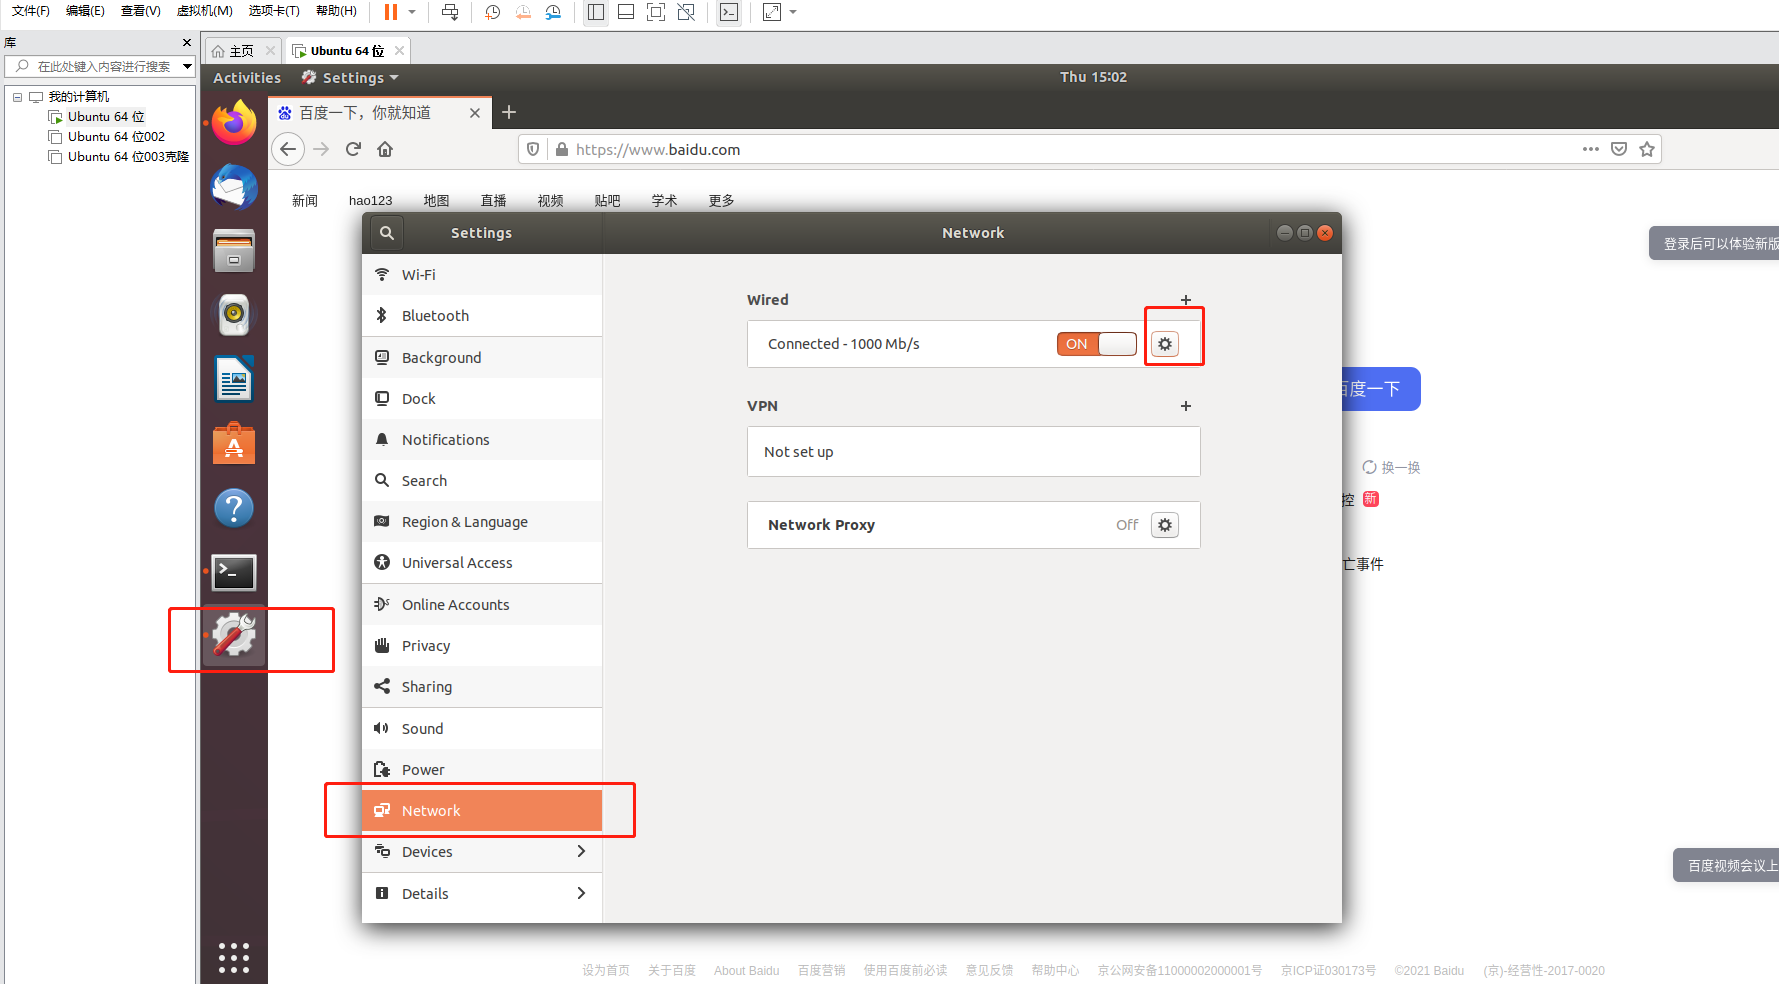 文件(F) 编辑(E) 查看(V) 虚拟机(M) 选项卡(T) 帮助(H)
库
在此处键入内容进行搜索
我的计算机
Ubuntu 64 位
Ubuntu 64 位002
Ubuntu 64 位003克隆
主页 Ubuntu 64 位
Activities Settings Thu 15:02
百度一下，你就知道
https://www.baidu.com
新闻 hao123 地图 直播 视频 贴吧 学术 更多
登录后可以体验新版
Settings Network
Wi-Fi
Bluetooth
Background
Dock
Notifications
Search
Region & Language
Universal Access
Online Accounts
Privacy
Sharing
Sound
Power
Network
Devices
Details
Wired
Connected - 1000 Mb/s ON
VPN
Not set up
Network Proxy Off
百度一下
换一换
控 新
亡事件
百度视频会议上
设为首页 关于百度 About Baidu 百度营销 使用百度前必读 意见反馈 帮助中心 京公网安备11000002000001号 京ICP证030173号 ©2021 Baidu (京)-经营性-2017-0020